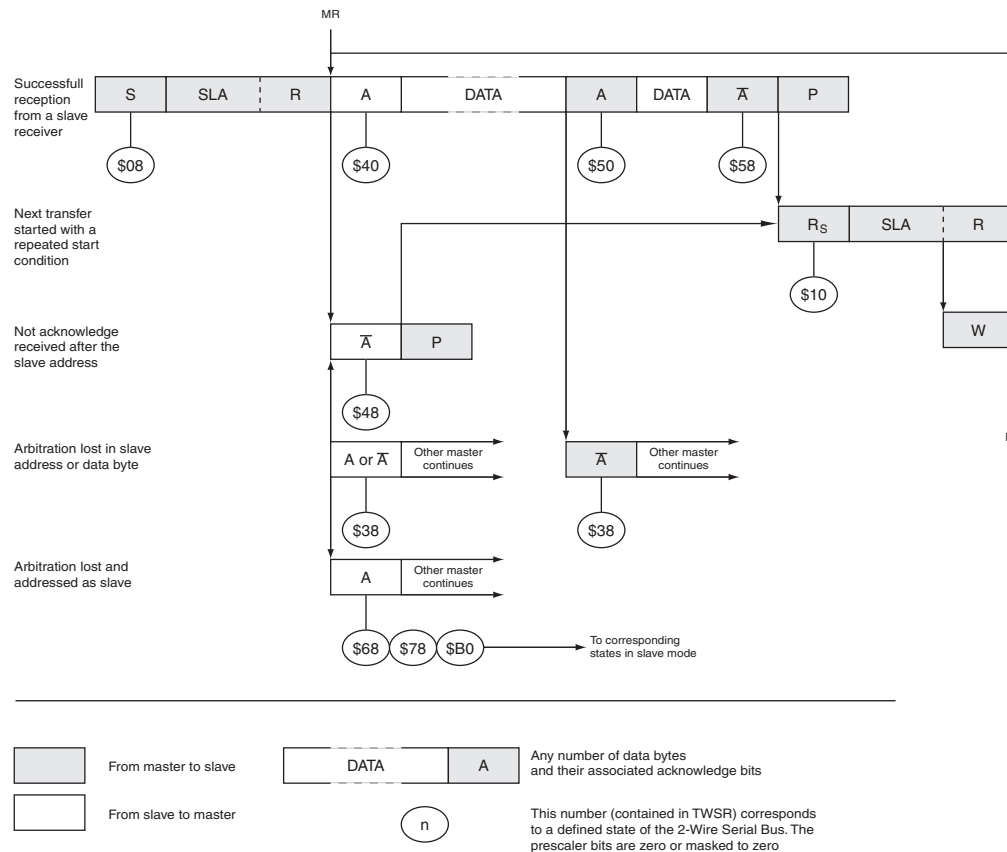 MR
Successfull
reception
from a slave
receiver
S SLA R A DATA A DATA A̅ P
$08 $40 $50 $58
Next transfer
started with a
repeated start
condition
RS SLA R
$10
W
Not acknowledge
received after the
slave address
A̅ P
$48
Arbitration lost in slave
address or data byte
A or A̅
Other master
continues
A̅
Other master
continues
$38 $38
Arbitration lost and
addressed as slave
A
Other master
continues
$68 $78 $B0
To corresponding
states in slave mode
From master to slave
DATA A
Any number of data bytes
and their associated acknowledge bits
From slave to master
n
This number (contained in TWSR) corresponds
to a defined state of the 2-Wire Serial Bus. The
prescaler bits are zero or masked to zero